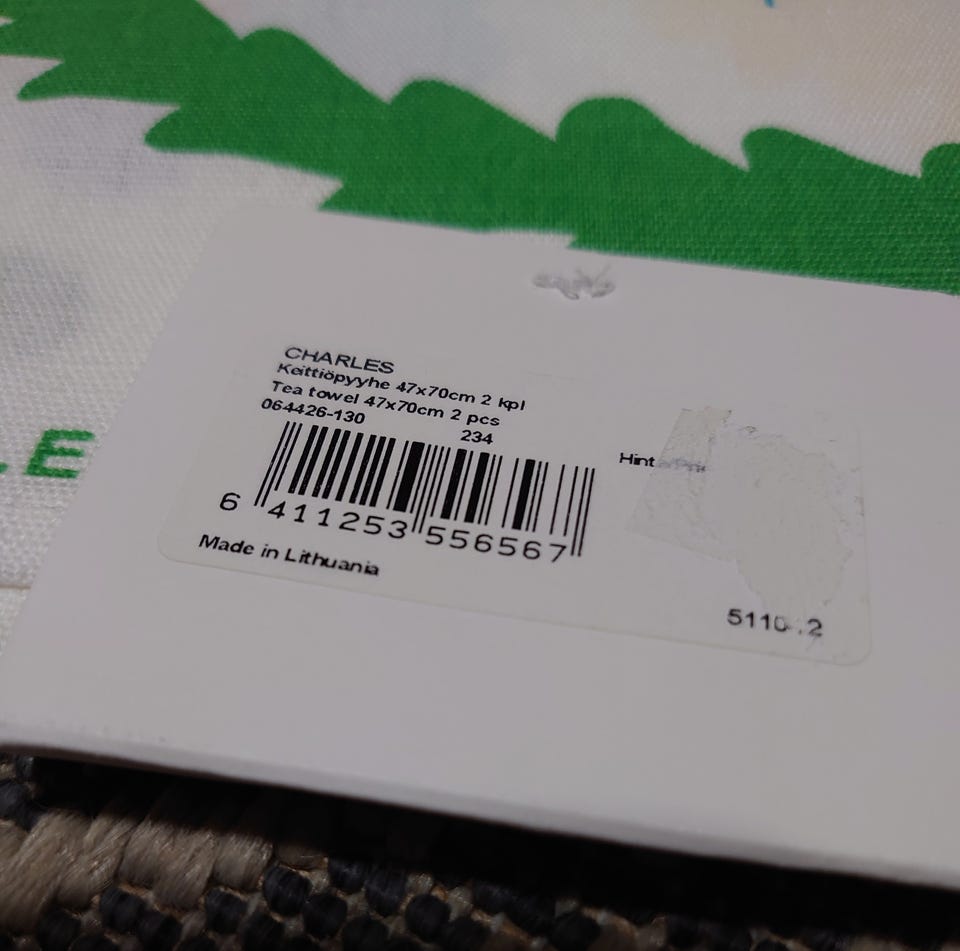 CHARLES
Keittiöpyyhe 47x70cm 2 kpl
Tea towel 47x70cm 2 pcs
064426-130
234
6 411253 556567
Made in Lithuania
LE